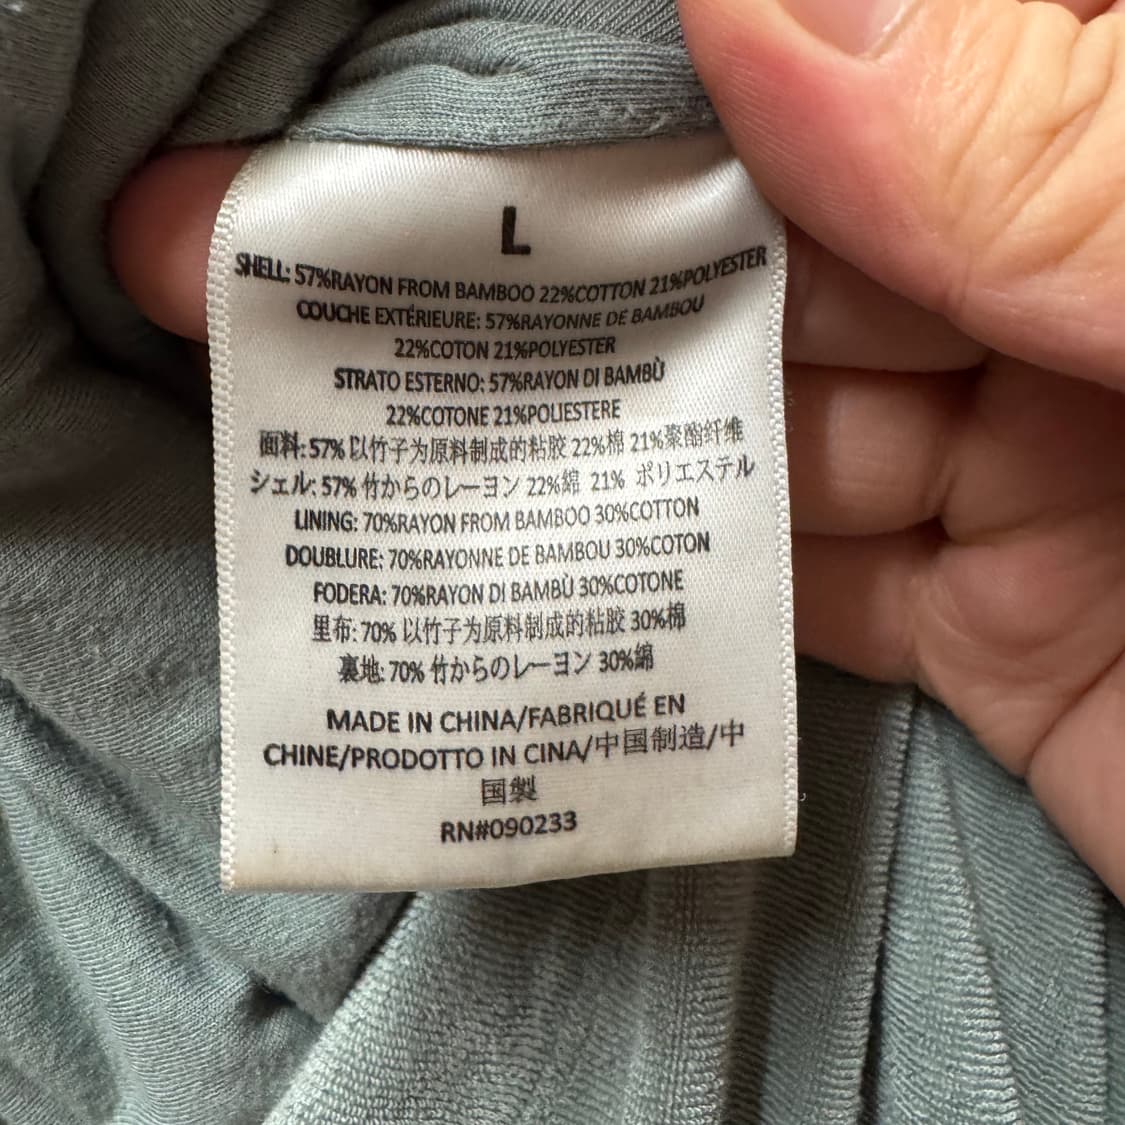 L
SHELL: 57%RAYON FROM BAMBOO 22%COTTON 21%POLYESTER
COUCHE EXTÉRIEURE: 57%RAYONNE DE BAMBOU
22%COTON 21%POLYESTER
STRATO ESTERNO: 57%RAYON DI BAMBÙ
22%COTONE 21%POLIESTERE
面料: 57% 以竹子为原料制成的粘胶 22%棉 21%聚酯纤维
シェル: 57% 竹からのレーヨン 22%綿 21% ポリエステル
LINING: 70%RAYON FROM BAMBOO 30%COTTON
DOUBLURE: 70%RAYONNE DE BAMBOU 30%COTON
FODERA: 70%RAYON DI BAMBÙ 30%COTONE
里布: 70% 以竹子为原料制成的粘胶 30%棉
裏地: 70% 竹からのレーヨン 30%綿
MADE IN CHINA/FABRIQUÉ EN
CHINE/PRODOTTO IN CINA/中国制造/中
国製
RN#090233